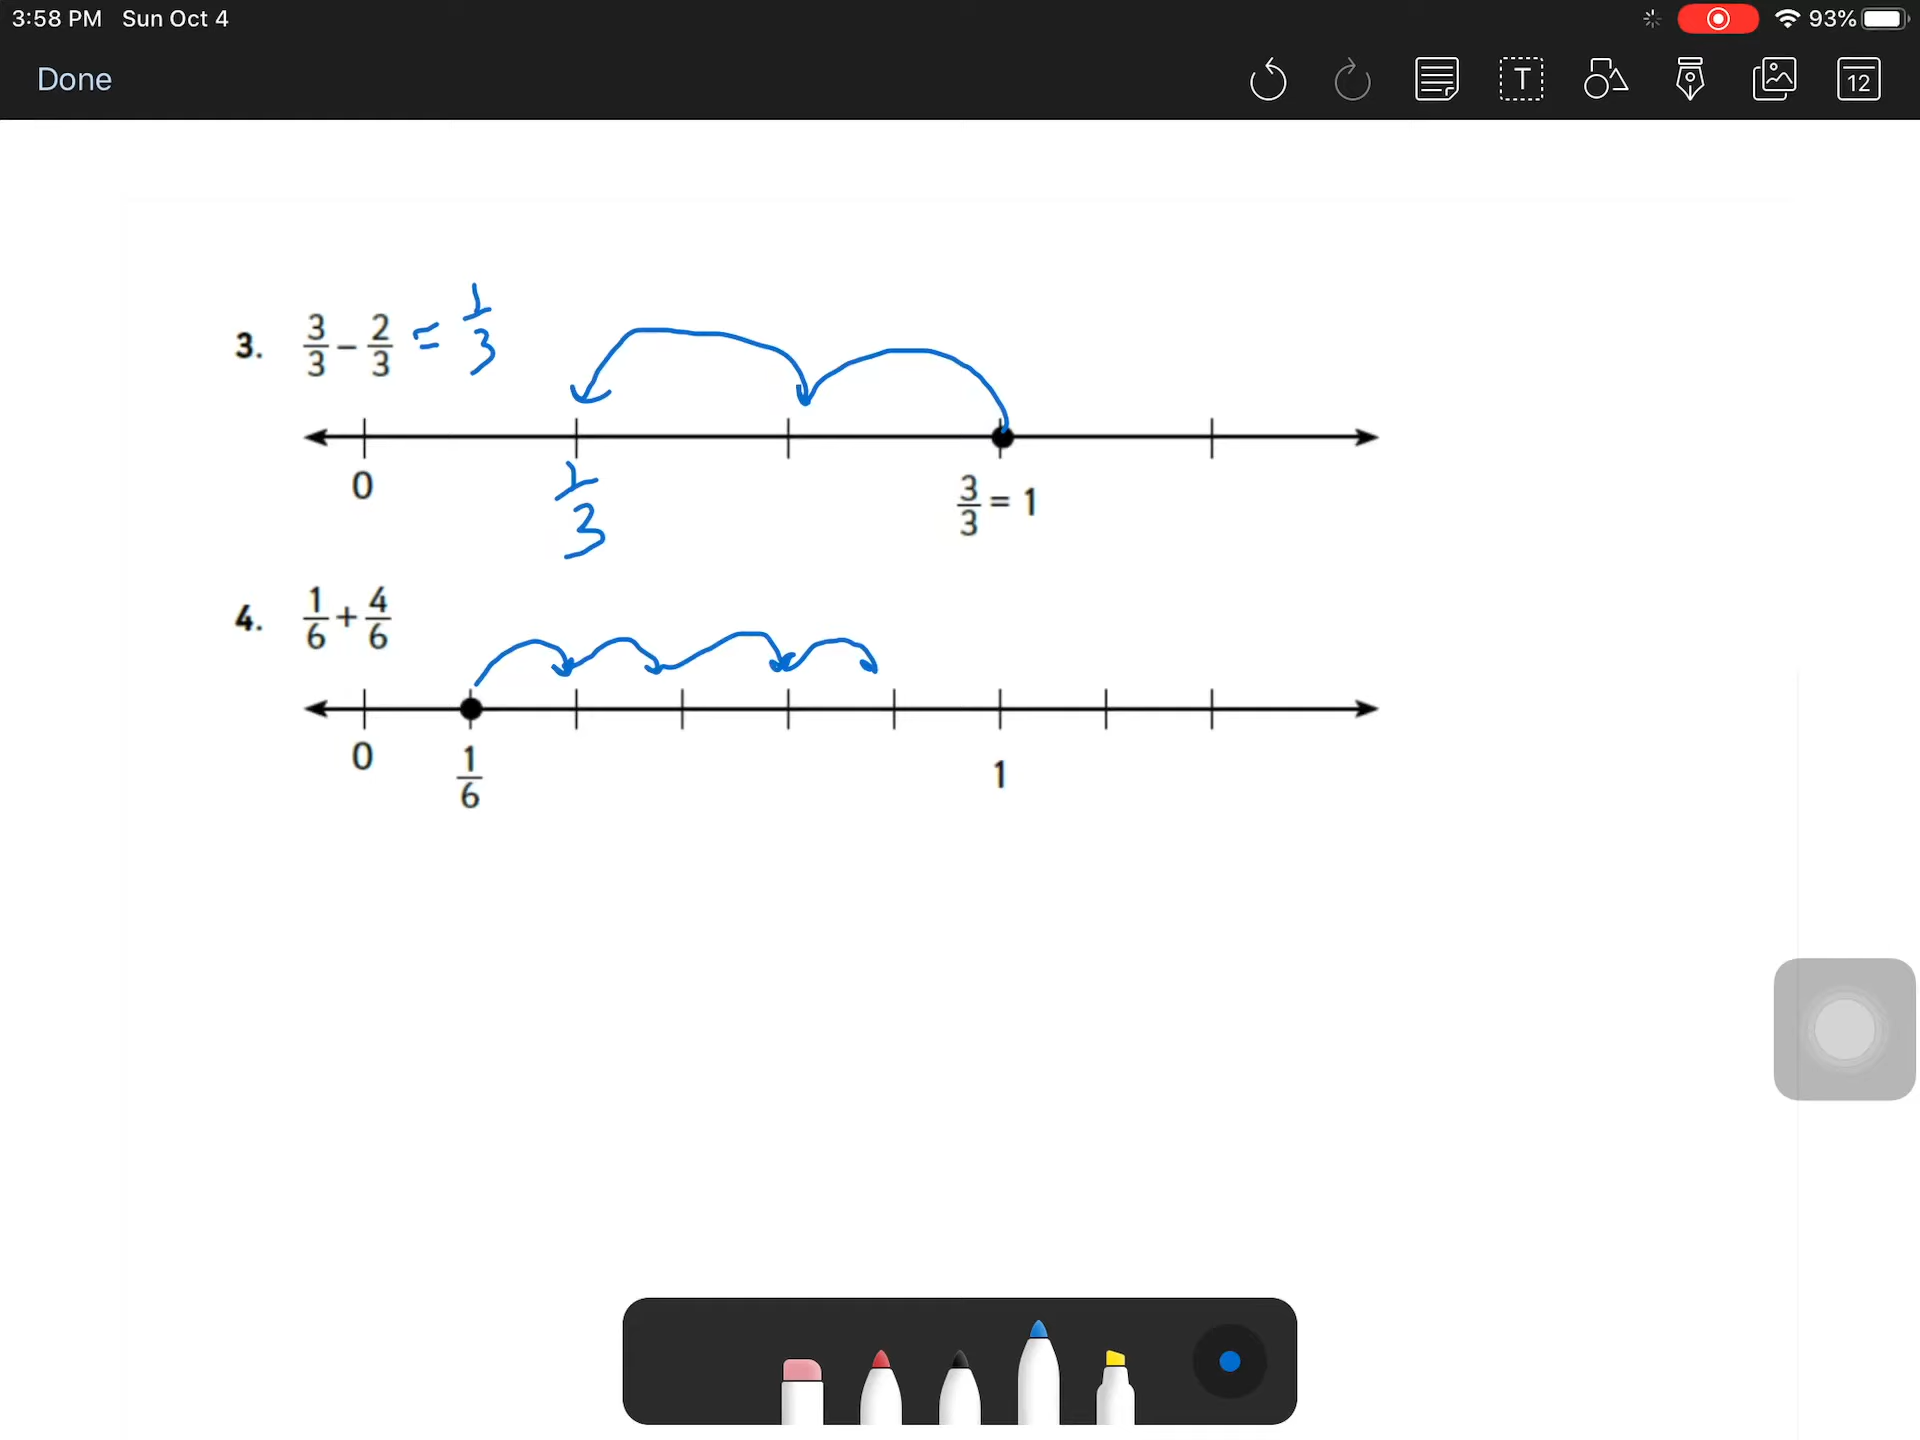 3:58 PM Sun Oct 4 93%
Done T 12
3. 3/3 − 2/3 = 1/3
0 1/3 3/3 = 1
4. 1/6 + 4/6
0 1/6 1